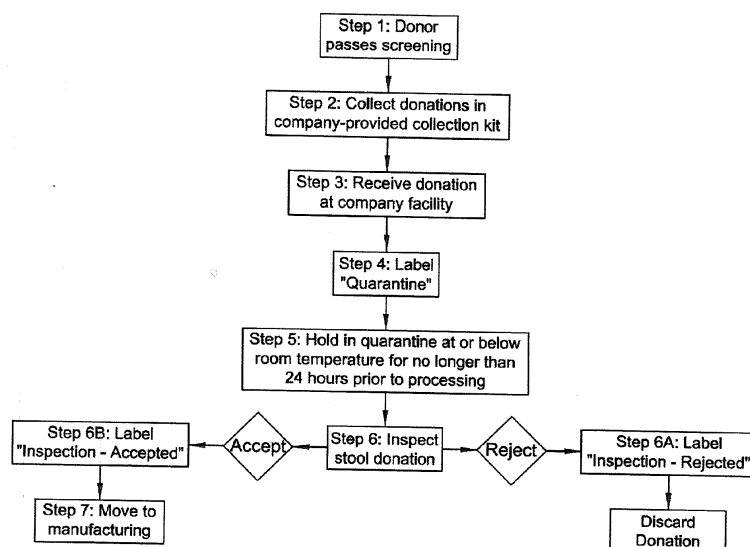 Step 1: Donor
passes screening
Step 2: Collect donations in
company-provided collection kit
Step 3: Receive donation
at company facility
Step 4: Label
"Quarantine"
Step 5: Hold in quarantine at or below
room temperature for no longer than
24 hours prior to processing
Step 6: Inspect
stool donation
Accept
Reject
Step 6B: Label
"Inspection - Accepted"
Step 6A: Label
"Inspection - Rejected"
Step 7: Move to
manufacturing
Discard
Donation